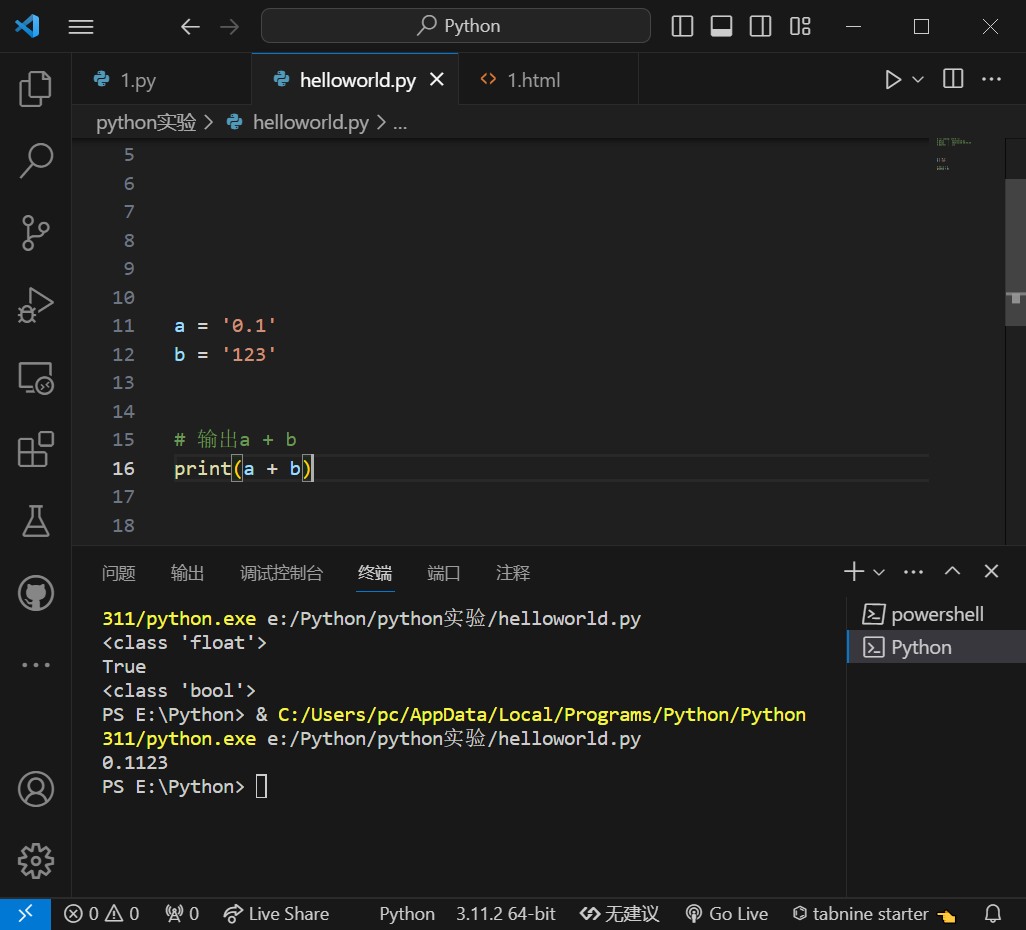 Python
1.py
helloworld.py
1.html
python实验 > helloworld.py > ...
5
6
7
8
9
10
11 a = '0.1'
12 b = '123'
13
14
15 # 输出a + b
16 print(a + b)
17
18
问题 输出 调试控制台 终端 端口 注释
311/python.exe e:/Python/python实验/helloworld.py
<class 'float'>
True
<class 'bool'>
PS E:\Python> & C:/Users/pc/AppData/Local/Programs/Python/Python
311/python.exe e:/Python/python实验/helloworld.py
0.1123
PS E:\Python>
powershell
Python
0 0 0 Live Share Python 3.11.2 64-bit 无建议 Go Live tabnine starter